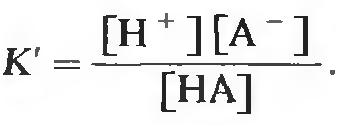 K' = [H⁺][A⁻] / [HA].